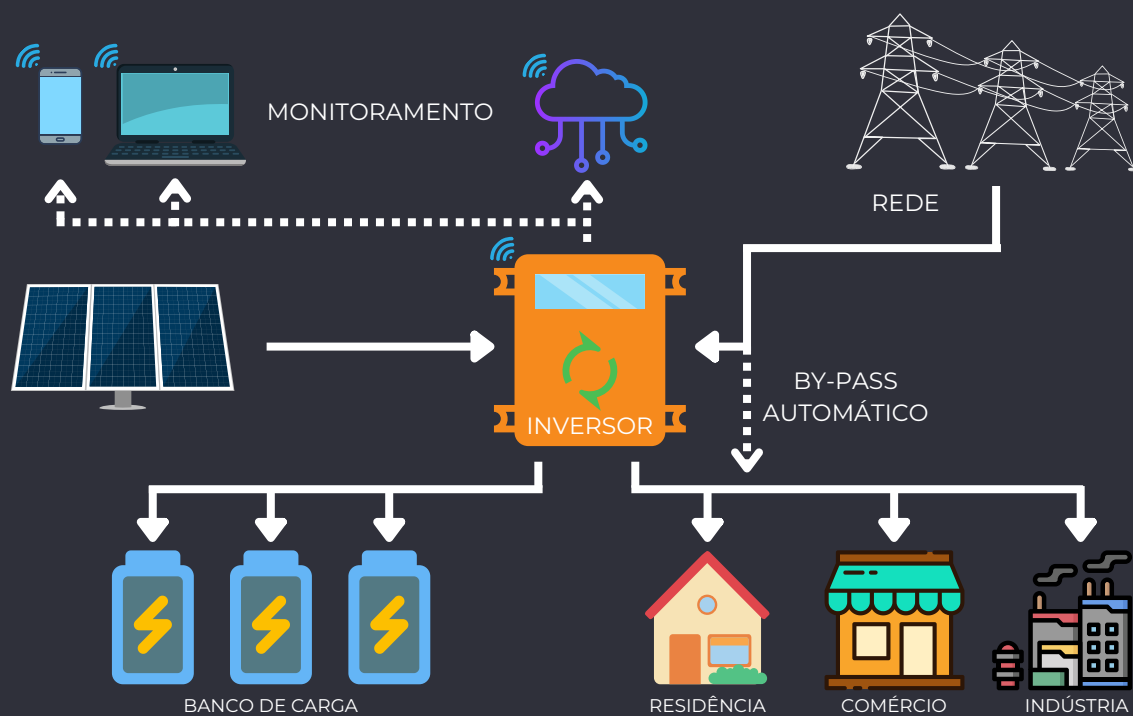 MONITORAMENTO
REDE
BY-PASS
AUTOMÁTICO
INVERSOR
BANCO DE CARGA
RESIDÊNCIA
COMÉRCIO
INDÚSTRIA